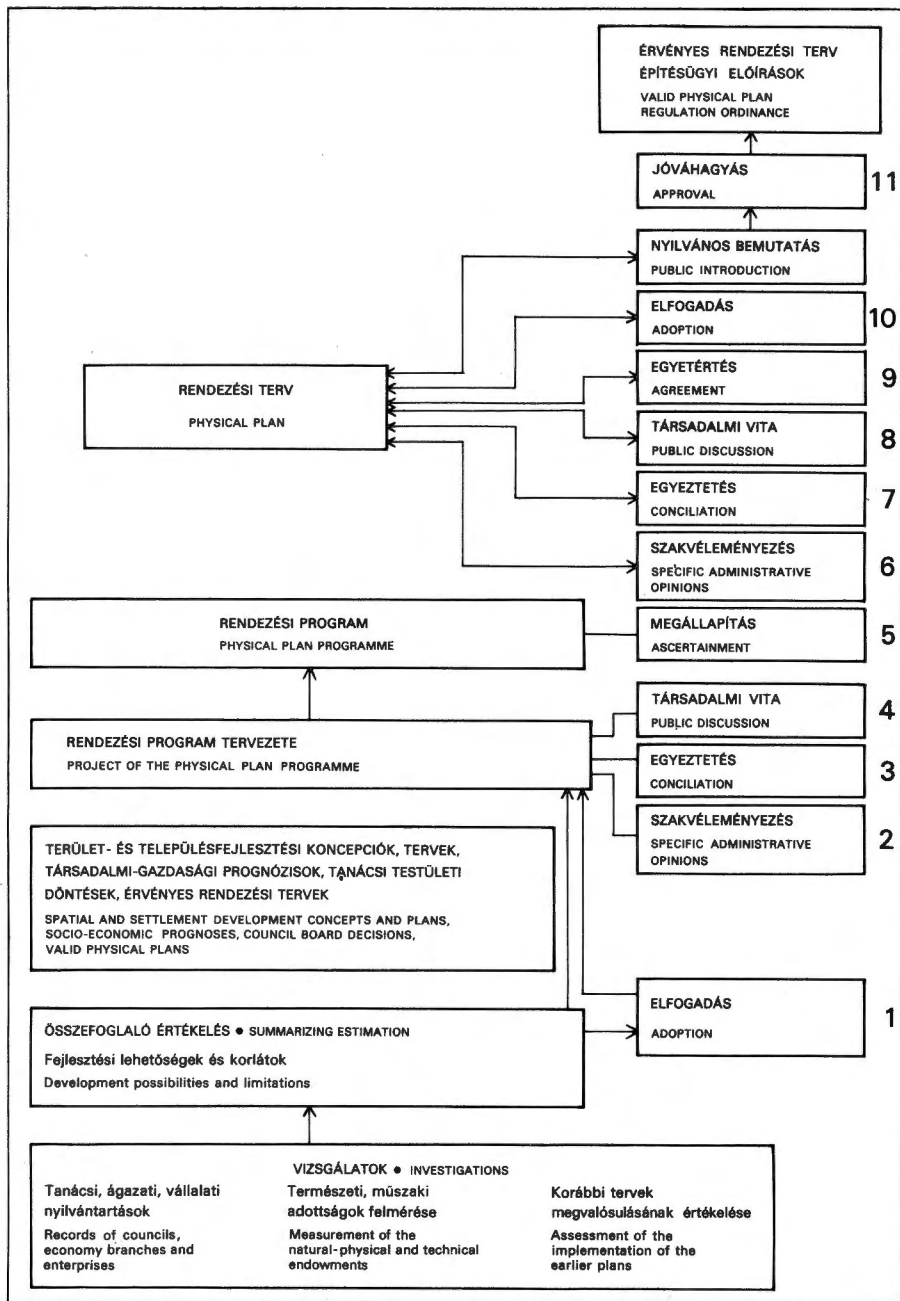 ÉRVÉNYES RENDEZÉSI TERV
ÉPÍTÉSÜGYI ELŐÍRÁSOK
VALID PHYSICAL PLAN
REGULATION ORDINANCE
JÓVÁHAGYÁS
APPROVAL
11
NYILVÁNOS BEMUTATÁS
PUBLIC INTRODUCTION
ELFOGADÁS
ADOPTION
10
EGYETÉRTÉS
AGREEMENT
9
RENDEZÉSI TERV
PHYSICAL PLAN
TÁRSADALMI VITA
PUBLIC DISCUSSION
8
EGYEZTETÉS
CONCILIATION
7
SZAKVÉLEMÉNYEZÉS
SPECIFIC ADMINISTRATIVE
OPINIONS
6
RENDEZÉSI PROGRAM
PHYSICAL PLAN PROGRAMME
MEGÁLLAPÍTÁS
ASCERTAINMENT
5
TÁRSADALMI VITA
PUBLIC DISCUSSION
4
RENDEZÉSI PROGRAM TERVEZETE
PROJECT OF THE PHYSICAL PLAN PROGRAMME
EGYEZTETÉS
CONCILIATION
3
SZAKVÉLEMÉNYEZÉS
SPECIFIC ADMINISTRATIVE
OPINIONS
2
TERÜLET- ÉS TELEPÜLÉSFEJLESZTÉSI KONCEPCIÓK, TERVEK,
TÁRSADALMI-GAZDASÁGI PROGNÓZISOK, TANÁCSI TESTÜLETI
DÖNTÉSEK, ÉRVÉNYES RENDEZÉSI TERVEK
SPATIAL AND SETTLEMENT DEVELOPMENT CONCEPTS AND PLANS,
SOCIO-ECONOMIC PROGNOSES, COUNCIL BOARD DECISIONS,
VALID PHYSICAL PLANS
ELFOGADÁS
ADOPTION
1
ÖSSZEFOGLALÓ ÉRTÉKELÉS ● SUMMARIZING ESTIMATION
Fejlesztési lehetőségek és korlátok
Development possibilities and limitations
VIZSGÁLATOK ● INVESTIGATIONS
Tanácsi, ágazati, vállalati
nyilvántartások
Records of councils,
economy branches and
enterprises
Természeti, műszaki
adottságok felmérése
Measurement of the
natural-physical and technical
endowments
Korábbi tervek
megvalósulásának értékelése
Assessment of the
implementation of the
earlier plans